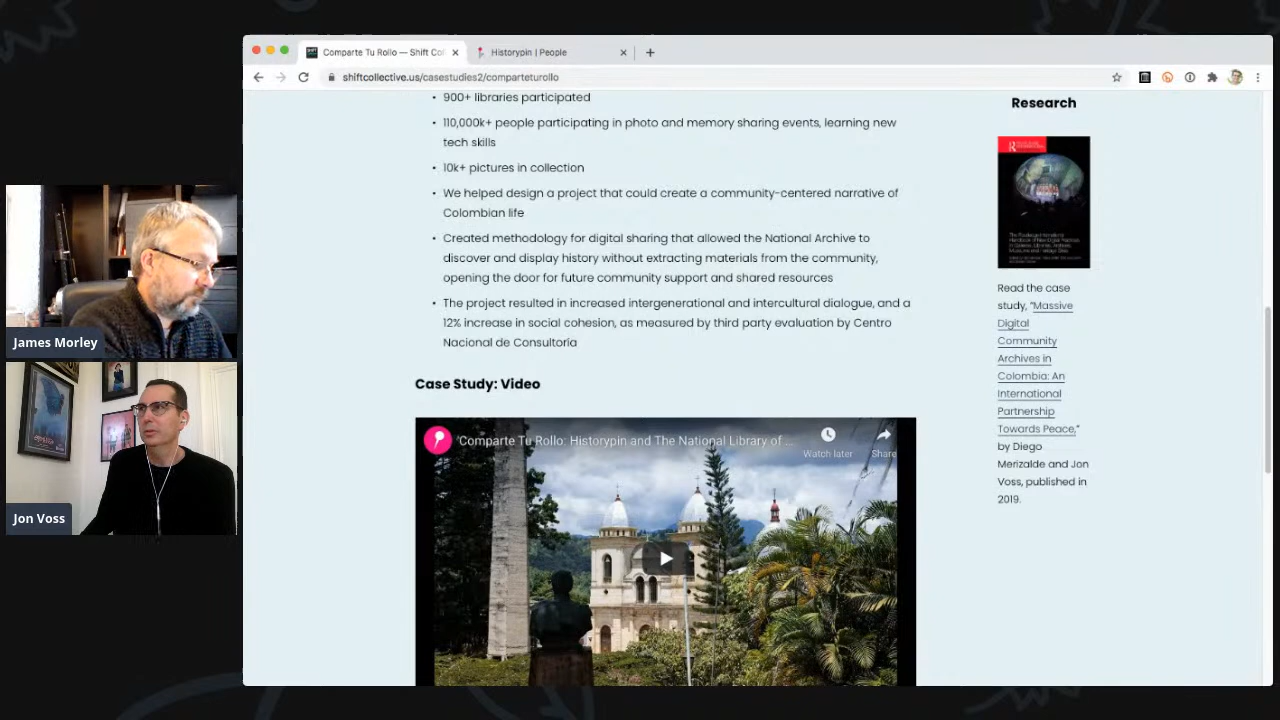 Comparte Tu Rollo — Shift Col
Historypin | People
shiftcollective.us/casestudies2/comparteturollo
• 900+ libraries participated
• 110,000k+ people participating in photo and memory sharing events, learning new
tech skills
• 10k+ pictures in collection
• We helped design a project that could create a community-centered narrative of
Colombian life
• Created methodology for digital sharing that allowed the National Archive to
discover and display history without extracting materials from the community,
opening the door for future community support and shared resources
• The project resulted in increased intergenerational and intercultural dialogue, and a
12% increase in social cohesion, as measured by third party evaluation by Centro
Nacional de Consultoria
Case Study: Video
Comparte Tu Rollo: Historypin and The National Library of ...
Watch later
Share
Research
Read the case
study, “Massive
Digital
Community
Archives in
Colombia: An
International
Partnership
Towards Peace,”
by Diego
Merizalde and Jon
Voss, published in
2019.
James Morley
Jon Voss